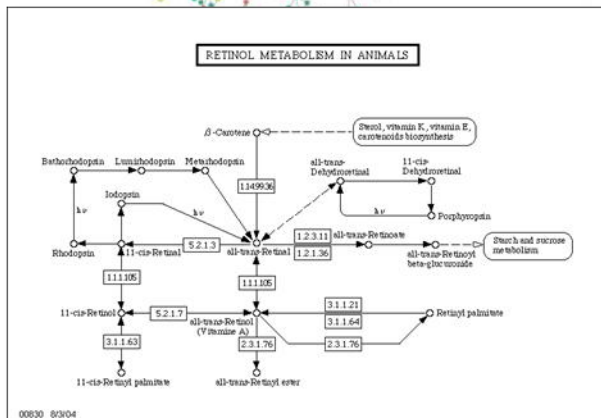 RETINOL METABOLISM IN ANIMALS
β-Carotene
Sterol, vitamin K, vitamin E,
carotenoids biosynthesis
Bathorhodopsin
Lumirhodopsin
Metarhodopsin
all-trans-
Dehydroretinal
11-cis-
Dehydroretinal
1.14.99.36
Iodopsin
hν
hν
hν
Porphyropsin
Rhodopsin
11-cis-Retinal
5.2.1.3
all-trans-Retinal
1.2.3.11
1.2.1.36
all-trans-Retinoate
all-trans-Retinoyl
beta-glucuronide
Starch and sucrose
metabolism
1.1.1.105
1.1.1.105
11-cis-Retinol
5.2.1.7
all-trans-Retinol
(Vitamine A)
3.1.1.21
3.1.1.64
Retinyl palmitate
3.1.1.63
2.3.1.76
2.3.1.76
11-cis-Retinyl palmitate
all-trans-Retinyl ester
00830 8/3/04